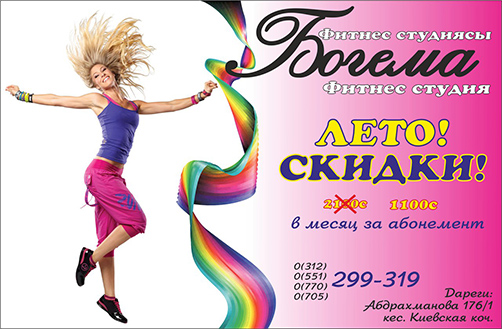 Фитнес студиясы
Богема
Фитнес студия
ЛЕТО!
СКИДКИ!
1100с
в месяц за абонемент
0(312)
0(551)
0(770)
0(705)
299-319
Дареги:
Абдрахманова 176/1
кес. Киевская коч.